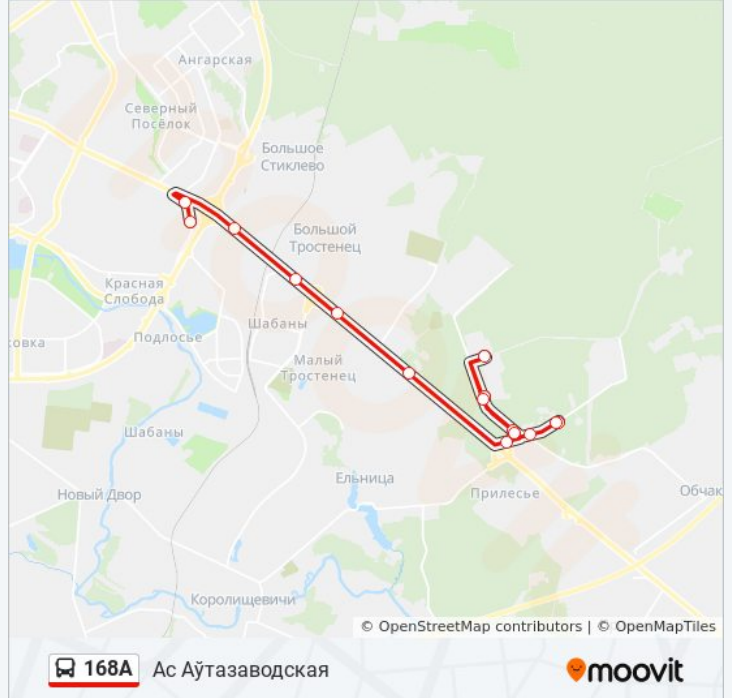 Ангарская
Северный
Посёлок
Большое
Стиклево
Большой
Тростенец
Красная
Слобода
Шабаны
овка
Подлосье
Малый
Тростенец
Шабаны
Ельница
Новый Двор
Прилесье
Обчак
Королищевичи
© OpenStreetMap contributors | © OpenMapTiles
168А Ас Аўтазаводская
moovit